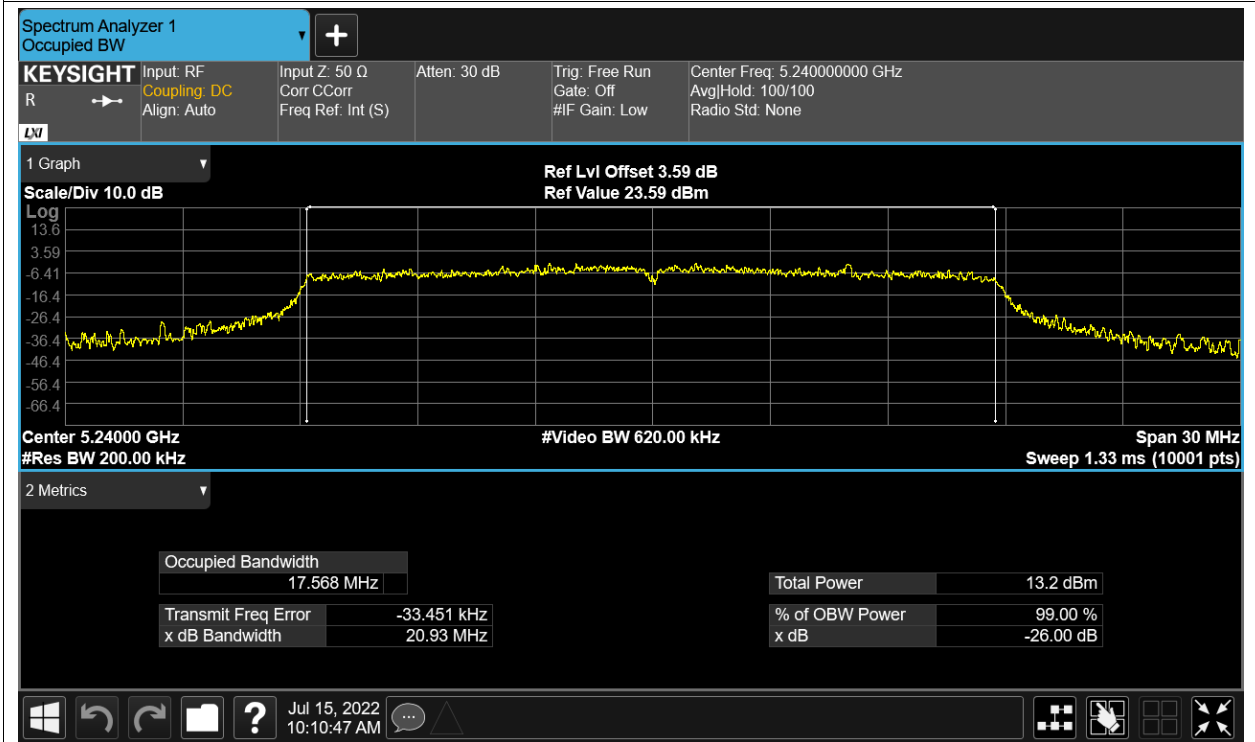 Spectrum Analyzer 1
Occupied BW
KEYSIGHT
R
LXI
Input: RF
Coupling: DC
Align: Auto
Input Z: 50 Ω
Corr CCorr
Freq Ref: Int (S)
Atten: 30 dB
Trig: Free Run
Gate: Off
#IF Gain: Low
Center Freq: 5.240000000 GHz
Avg|Hold: 100/100
Radio Std: None
1 Graph
Scale/Div 10.0 dB
Ref Lvl Offset 3.59 dB
Ref Value 23.59 dBm
Log
13.6
3.59
-6.41
-16.4
-26.4
-36.4
-46.4
-56.4
-66.4
Center 5.24000 GHz
#Video BW 620.00 kHz
Span 30 MHz
#Res BW 200.00 kHz
Sweep 1.33 ms (10001 pts)
2 Metrics
Occupied Bandwidth
17.568 MHz
Transmit Freq Error -33.451 kHz
x dB Bandwidth 20.93 MHz
Total Power 13.2 dBm
% of OBW Power 99.00 %
x dB -26.00 dB
?
Jul 15, 2022
10:10:47 AM